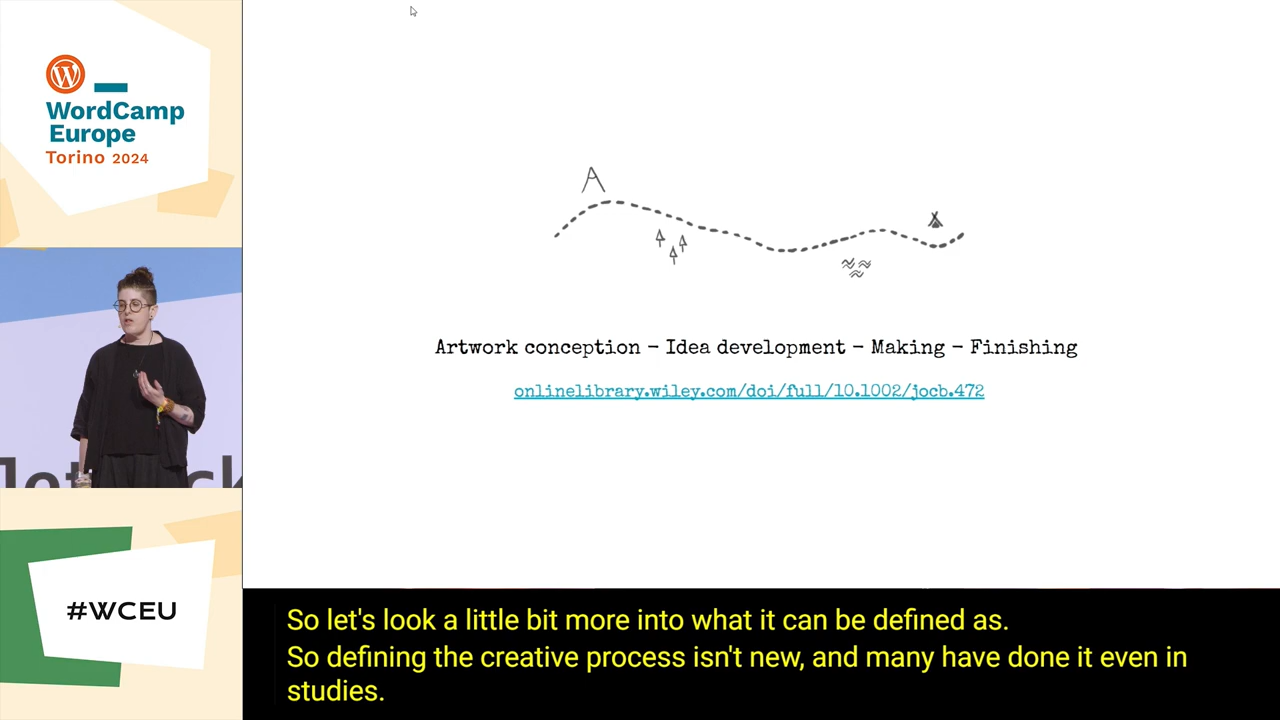 WordCamp
Europe
Torino 2024
A
Artwork conception – Idea development – Making – Finishing
onlinelibrary.wiley.com/doi/full/10.1002/jocb.472
#WCEU
So let's look a little bit more into what it can be defined as.
So defining the creative process isn't new, and many have done it even in
studies.